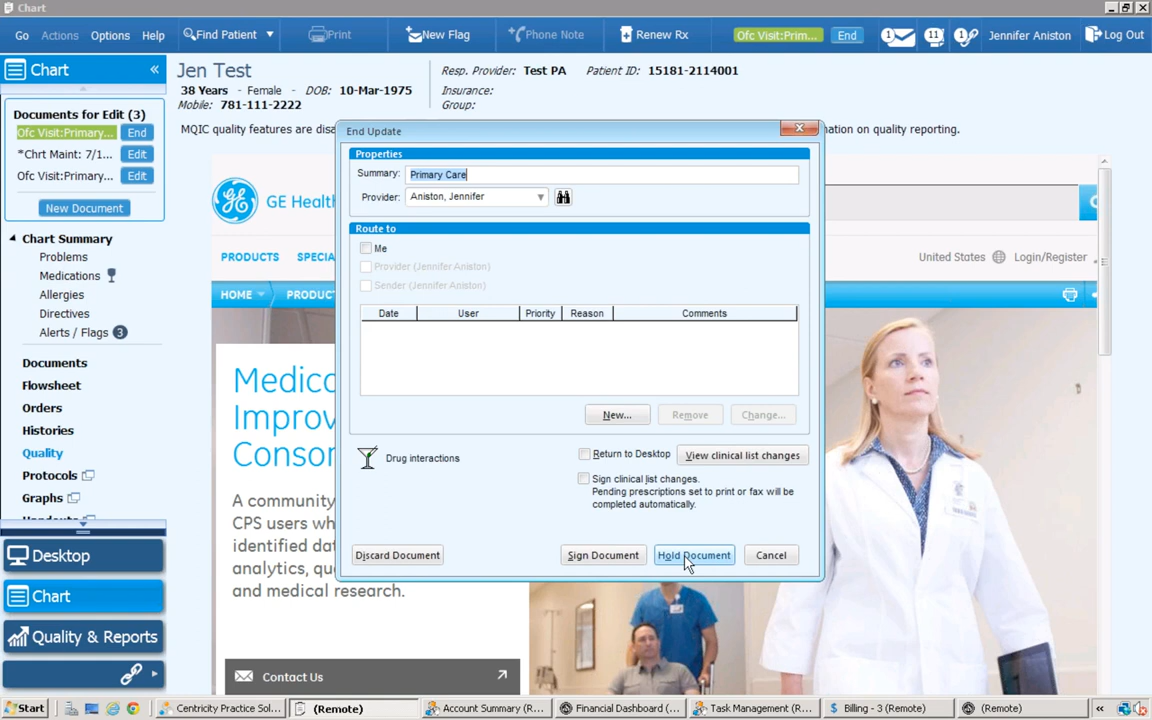 Chart
Go Actions Options Help Find Patient Print New Flag Phone Note Renew Rx Ofc Visit:Prim... End 1 11 1 Jennifer Aniston Log Out
Chart «
Jen Test
38 Years - Female - DOB: 10-Mar-1975
Mobile: 781-111-2222
Resp. Provider: Test PA Patient ID: 15181-2114001
Insurance:
Group:
MQIC quality features are disa
mation on quality reporting.
Documents for Edit (3)
Ofc Visit:Primary... End
*Chrt Maint: 7/1... Edit
Ofc Visit:Primary... Edit
New Document
Chart Summary
Problems
Medications
Allergies
Directives
Alerts / Flags 3
Documents
Flowsheet
Orders
Histories
Quality
Protocols
Graphs
Desktop
Chart
Quality & Reports
GE Healt
PRODUCTS SPECIA
United States Login/Register
HOME PRODUC
Medica
Improv
Consor
A community
CPS users wh
identified dat
analytics, qu
and medical research.
Contact Us
End Update
Properties
Summary: Primary Care
Provider: Aniston, Jennifer
Route to
Me
Provider (Jennifer Aniston)
Sender (Jennifer Aniston)
Date User Priority Reason Comments
New... Remove Change...
Drug interactions
Return to Desktop View clinical list changes
Sign clinical list changes.
Pending prescriptions set to print or fax will be
completed automatically.
Discard Document Sign Document Hold Document Cancel
Start Centricity Practice Sol... (Remote) Account Summary (R... Financial Dashboard (... Task Management (R... Billing - 3 (Remote) (Remote) « 1:37 PM